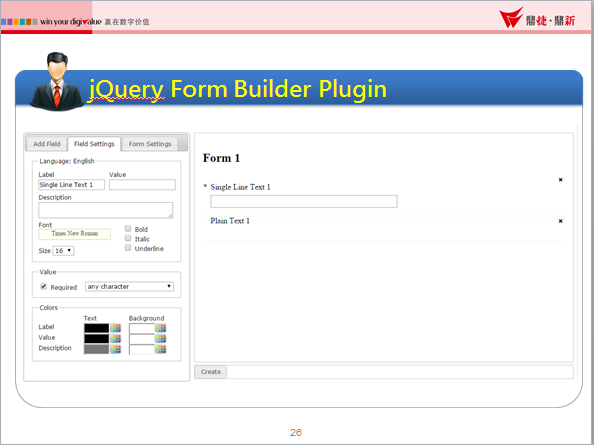 win your digivalue 赢在数字价值
鼎捷·鼎新
jQuery Form Builder Plugin
Add Field Field Settings Form Settings
Language: English
Label Value
Single Line Text 1
Description
Font
Times New Roman
Bold
Italic
Underline
Size 16
Value
Required any character
Colors
Text Background
Label
Value
Description
Form 1
* Single Line Text 1
Plain Text 1
Create
26